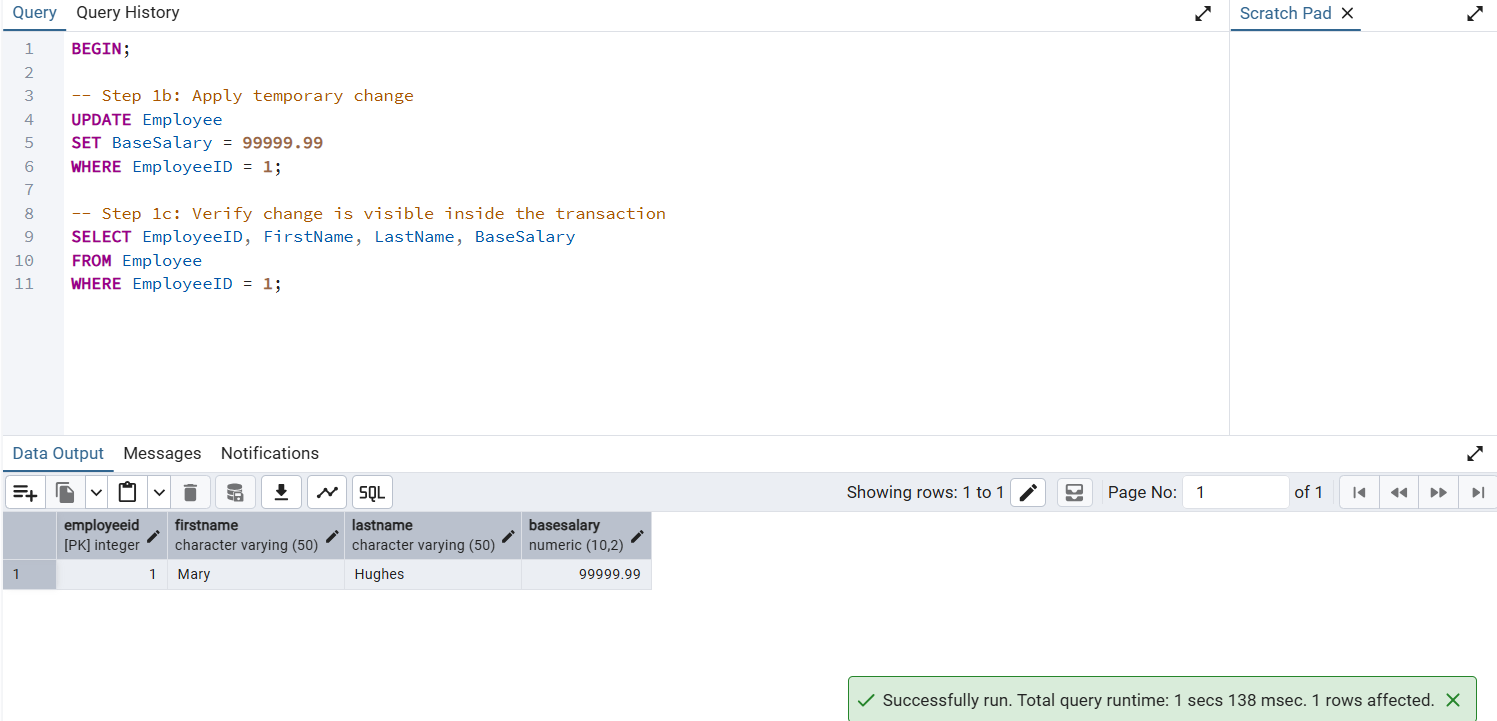 Query Query History Scratch Pad
1 BEGIN;
2
3 -- Step 1b: Apply temporary change
4 UPDATE Employee
5 SET BaseSalary = 99999.99
6 WHERE EmployeeID = 1;
7
8 -- Step 1c: Verify change is visible inside the transaction
9 SELECT EmployeeID, FirstName, LastName, BaseSalary
10 FROM Employee
11 WHERE EmployeeID = 1;
Data Output Messages Notifications
SQL Showing rows: 1 to 1 Page No: 1 of 1
employeeid firstname lastname basesalary
[PK] integer character varying (50) character varying (50) numeric (10,2)
1 1 Mary Hughes 99999.99
Successfully run. Total query runtime: 1 secs 138 msec. 1 rows affected.